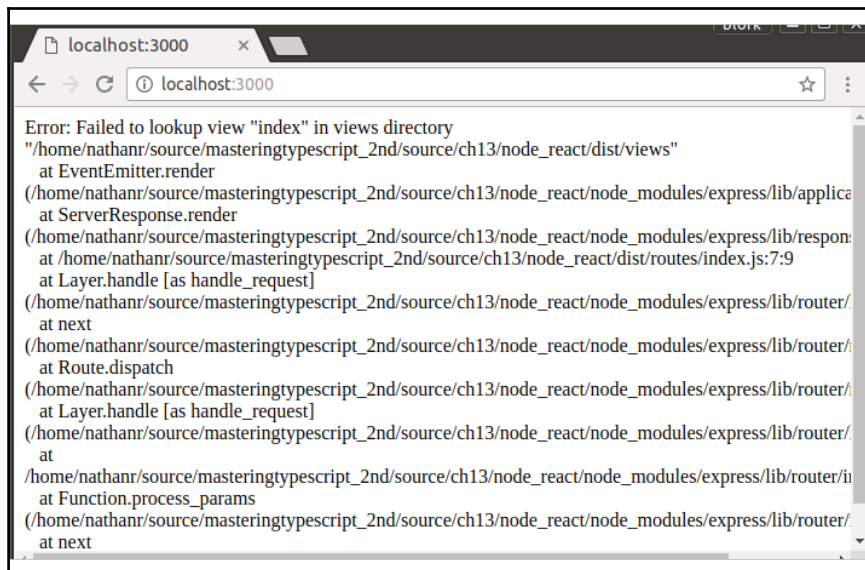 localhost:3000 ×
localhost:3000
Error: Failed to lookup view "index" in views directory
"/home/nathanr/source/masteringtypescript_2nd/source/ch13/node_react/dist/views"
at EventEmitter.render
(/home/nathanr/source/masteringtypescript_2nd/source/ch13/node_react/node_modules/express/lib/applica
at ServerResponse.render
(/home/nathanr/source/masteringtypescript_2nd/source/ch13/node_react/node_modules/express/lib/respon
at /home/nathanr/source/masteringtypescript_2nd/source/ch13/node_react/dist/routes/index.js:7:9
at Layer.handle [as handle_request]
(/home/nathanr/source/masteringtypescript_2nd/source/ch13/node_react/node_modules/express/lib/router/
at next
(/home/nathanr/source/masteringtypescript_2nd/source/ch13/node_react/node_modules/express/lib/router/
at Route.dispatch
(/home/nathanr/source/masteringtypescript_2nd/source/ch13/node_react/node_modules/express/lib/router/
at Layer.handle [as handle_request]
(/home/nathanr/source/masteringtypescript_2nd/source/ch13/node_react/node_modules/express/lib/router/
at
/home/nathanr/source/masteringtypescript_2nd/source/ch13/node_react/node_modules/express/lib/router/i
at Function.process_params
(/home/nathanr/source/masteringtypescript_2nd/source/ch13/node_react/node_modules/express/lib/router/
at next